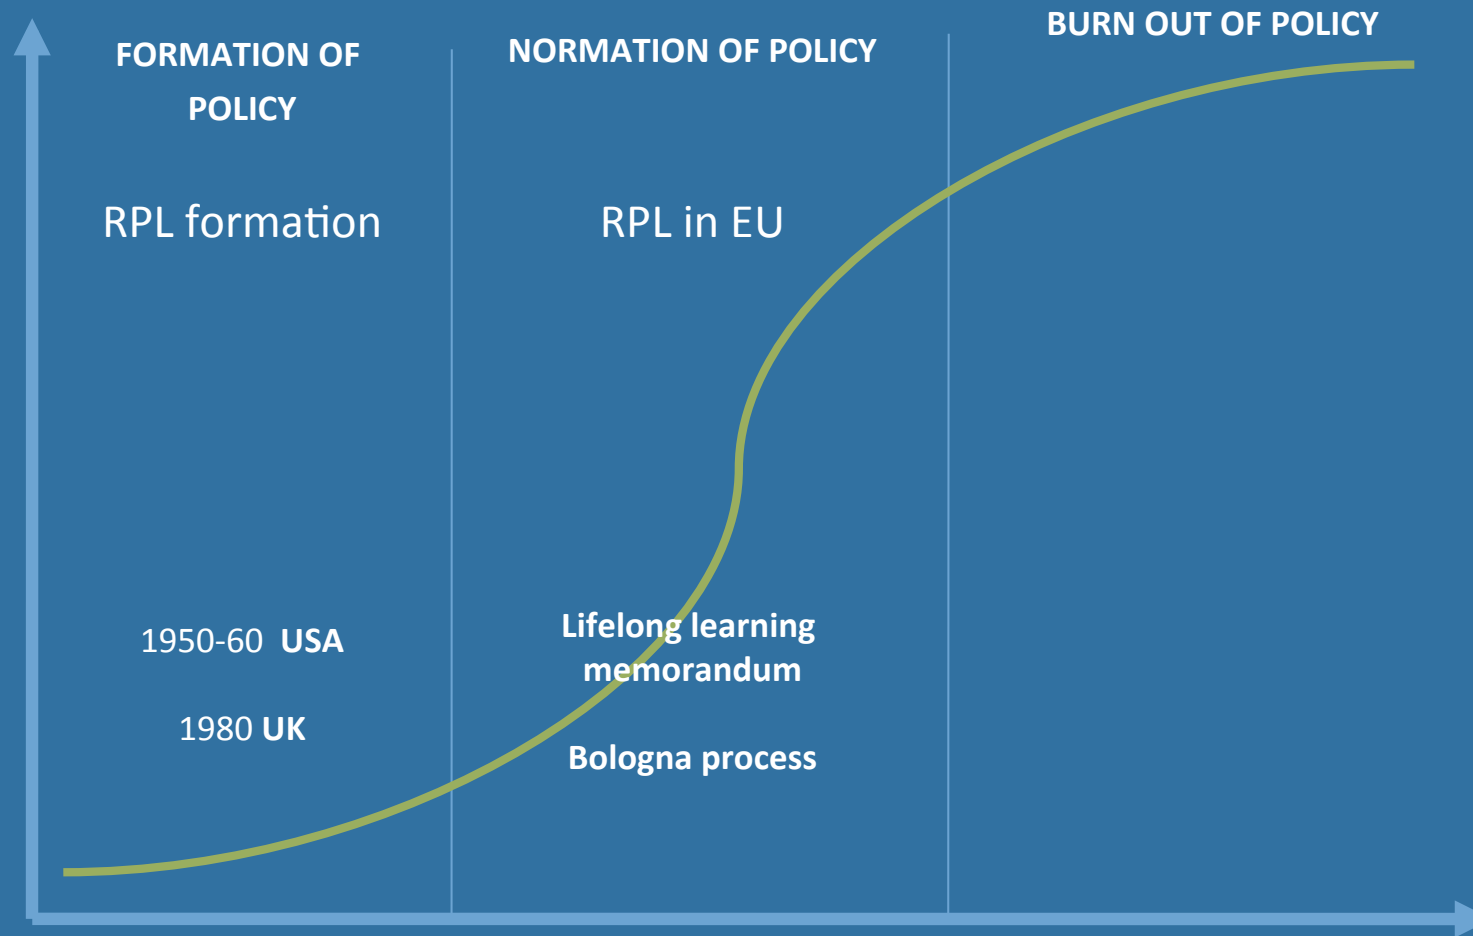 FORMATION OF
POLICY
RPL formation
1950-60 USA
1980 UK
NORMATION OF POLICY
RPL in EU
Lifelong learning
memorandum
Bologna process
BURN OUT OF POLICY